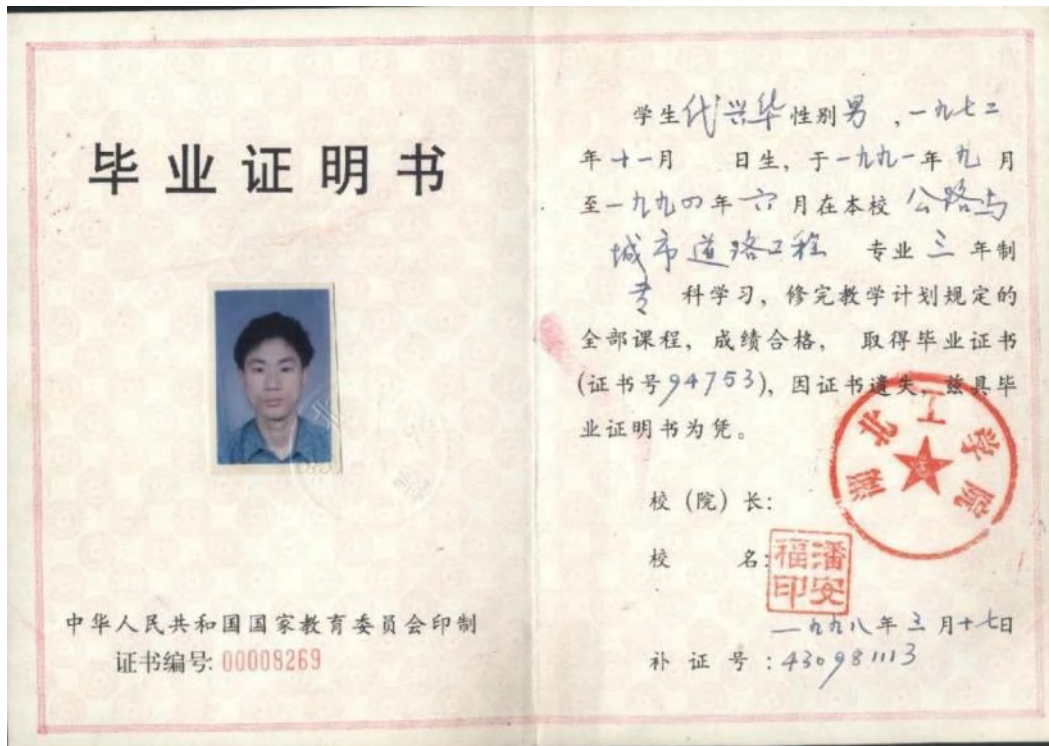 毕业证明书
中华人民共和国国家教育委员会印制
证书编号: 00008269
学生代兴华性别男,一九七二
年十一月 日生,于一九九一年九月
至一九九四年六月在本校 公路与
城市道路工程 专业三年制
专 科学习,修完教学计划规定的
全部课程,成绩合格, 取得毕业证书
(证书号94753),因证书遗失,兹具毕
业证明书为凭。
湖北工学院
校(院)长:
校 名:
潘安
福印
一九九八年三月十七日
补 证 号:430981113